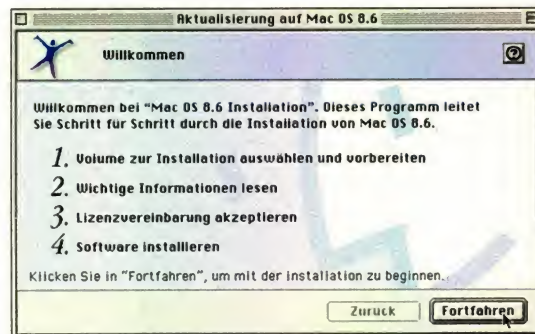 Aktualisierung auf Mac OS 8.6
Willkommen
Willkommen bei "Mac OS 8.6 Installation". Dieses Programm leitet
Sie Schritt für Schritt durch die Installation von Mac OS 8.6.
1. Volume zur Installation auswählen und vorbereiten
2. Wichtige Informationen lesen
3. Lizenzvereinbarung akzeptieren
4. Software installieren
Klicken Sie in "Fortfahren", um mit der Installation zu beginnen.
Zurück Fortfahren